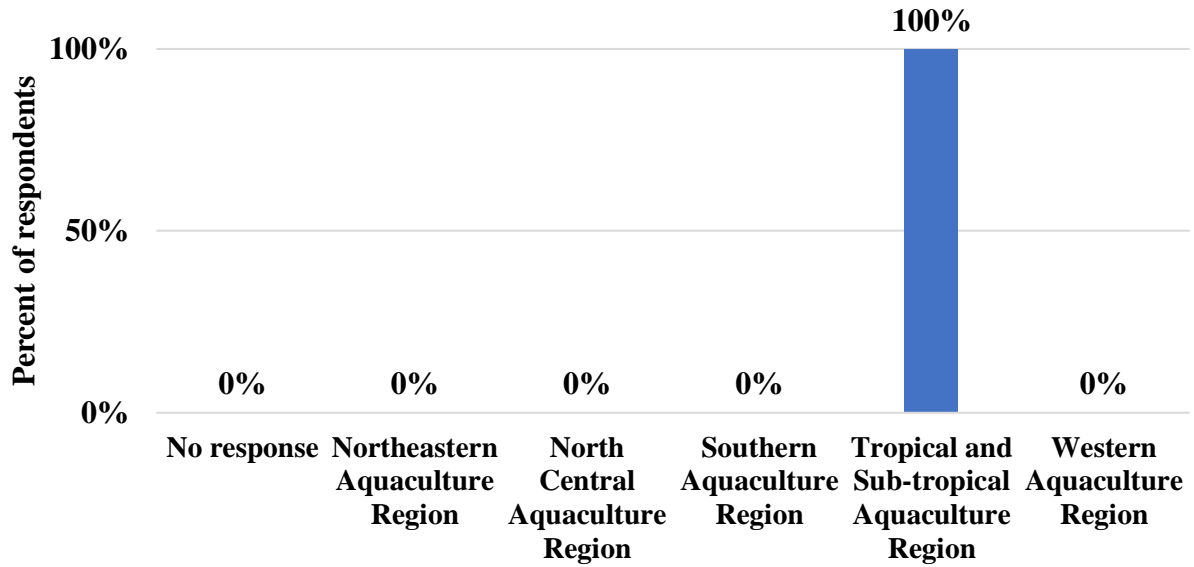 100%
100%
Percent of respondents
50%
0% 0% 0% 0% 0%
0%
No response
Northeastern
Aquaculture
Region
North
Central
Aquaculture
Region
Southern
Aquaculture
Region
Tropical and
Sub-tropical
Aquaculture
Region
Western
Aquaculture
Region